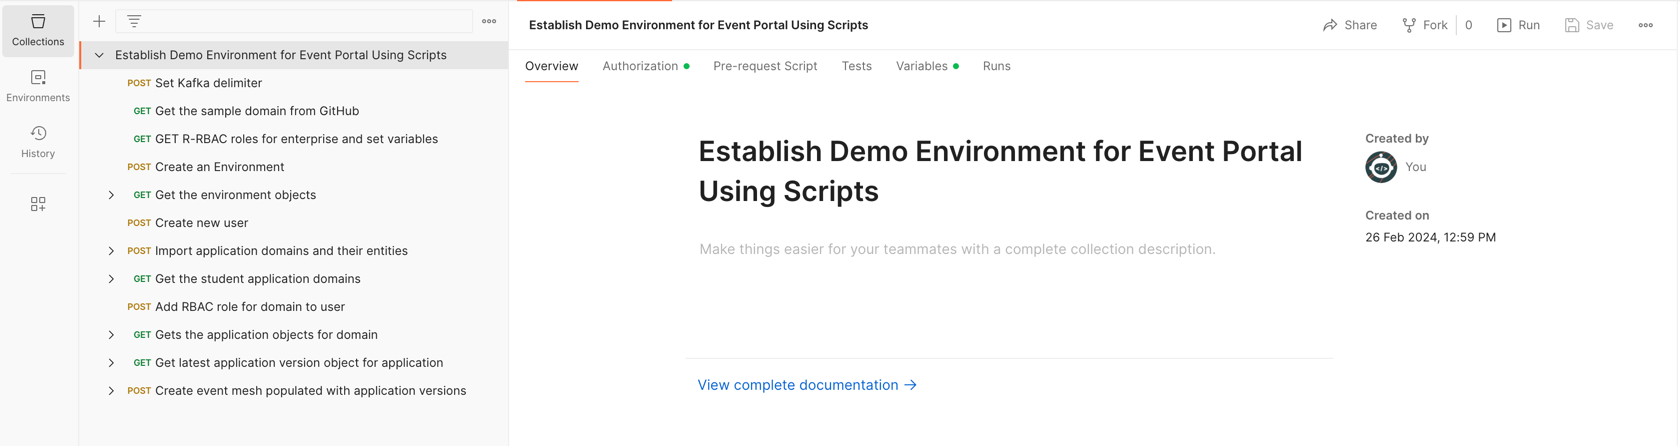 Collections
Environments
History
Establish Demo Environment for Event Portal Using Scripts
POST Set Kafka delimiter
GET Get the sample domain from GitHub
GET GET R-RBAC roles for enterprise and set variables
POST Create an Environment
GET Get the environment objects
POST Create new user
POST Import application domains and their entities
GET Get the student application domains
POST Add RBAC role for domain to user
GET Gets the application objects for domain
GET Get latest application version object for application
POST Create event mesh populated with application versions
Establish Demo Environment for Event Portal Using Scripts
Share Fork 0 Run Save
Overview Authorization Pre-request Script Tests Variables Runs
Establish Demo Environment for Event Portal
Using Scripts
Make things easier for your teammates with a complete collection description.
View complete documentation →
Created by
You
Created on
26 Feb 2024, 12:59 PM